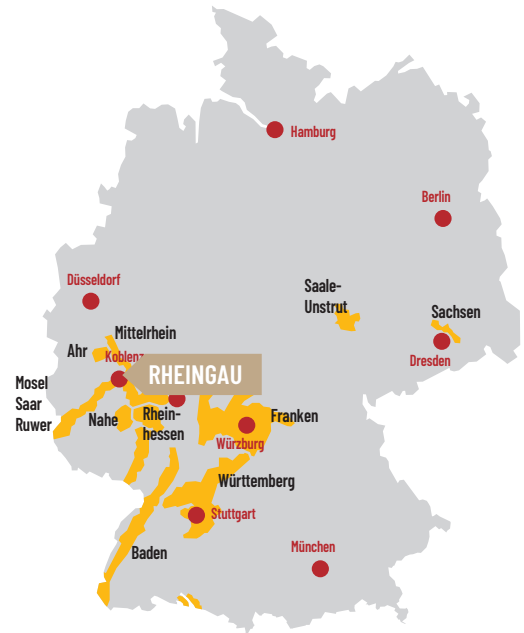 Hamburg
Berlin
Düsseldorf
Saale-
Unstrut
Sachsen
Mittelrhein
Ahr
Koblenz
Dresden
RHEINGAU
Mosel
Saar
Ruwer
Nahe
Rhein-
hessen
Franken
Würzburg
Württemberg
Stuttgart
Baden
München